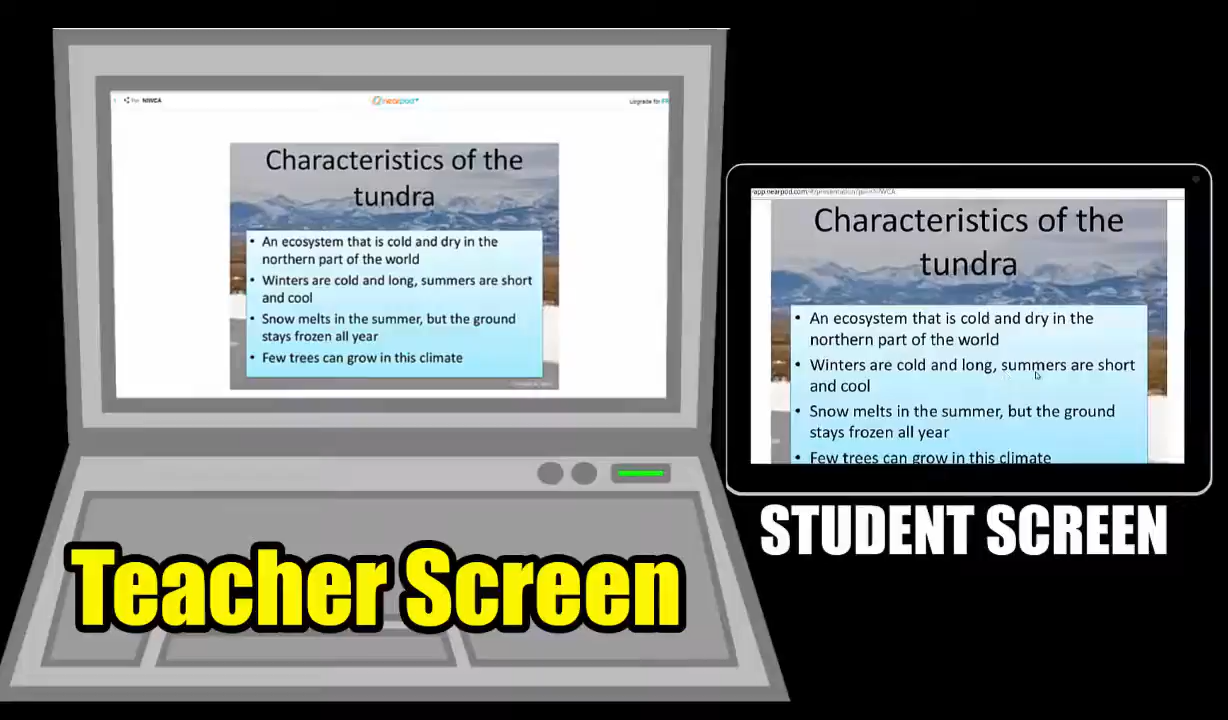 NIWCA
nearpod
Upgrade for
Characteristics of the
tundra
• An ecosystem that is cold and dry in the
northern part of the world
• Winters are cold and long, summers are short
and cool
• Snow melts in the summer, but the ground
stays frozen all year
• Few trees can grow in this climate
Teacher Screen
Characteristics of the
tundra
• An ecosystem that is cold and dry in the
northern part of the world
• Winters are cold and long, summers are short
and cool
• Snow melts in the summer, but the ground
stays frozen all year
• Few trees can grow in this climate
STUDENT SCREEN